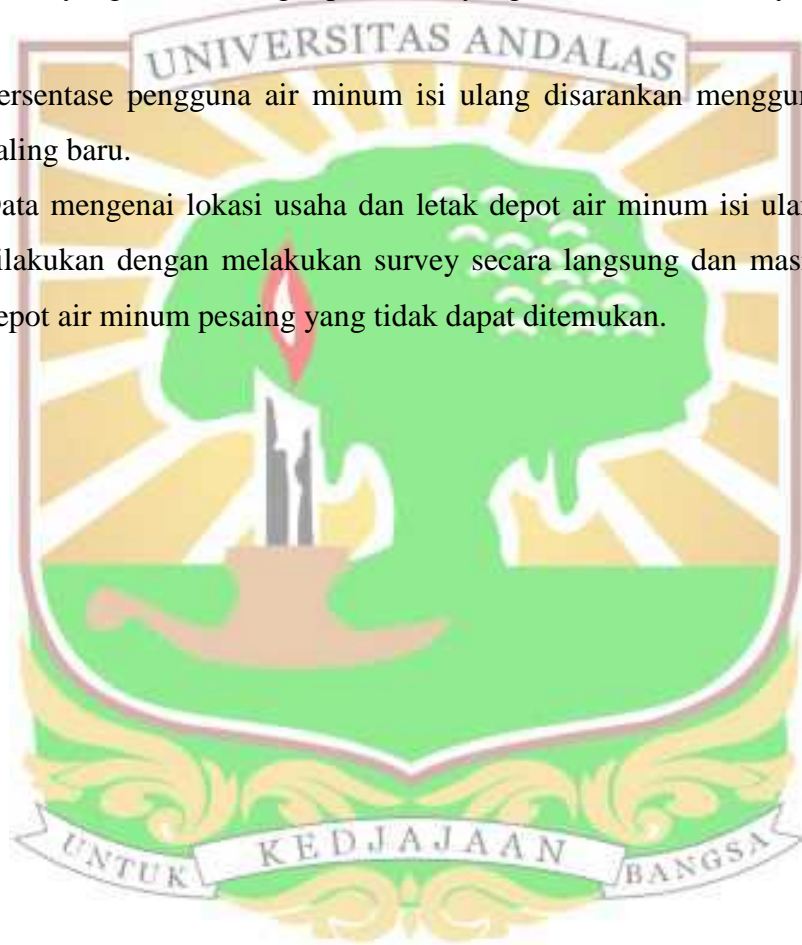 UNIVERSITAS ANDALAS
ersentase pengguna air minum isi ulang disarankan menggun
aling baru.
ata mengenai lokasi usaha dan letak depot air minum isi ulan
ilakukan dengan melakukan survey secara langsung dan mas
epot air minum pesaing yang tidak dapat ditemukan.
UNTUK KEDJAJAAN BANGSA